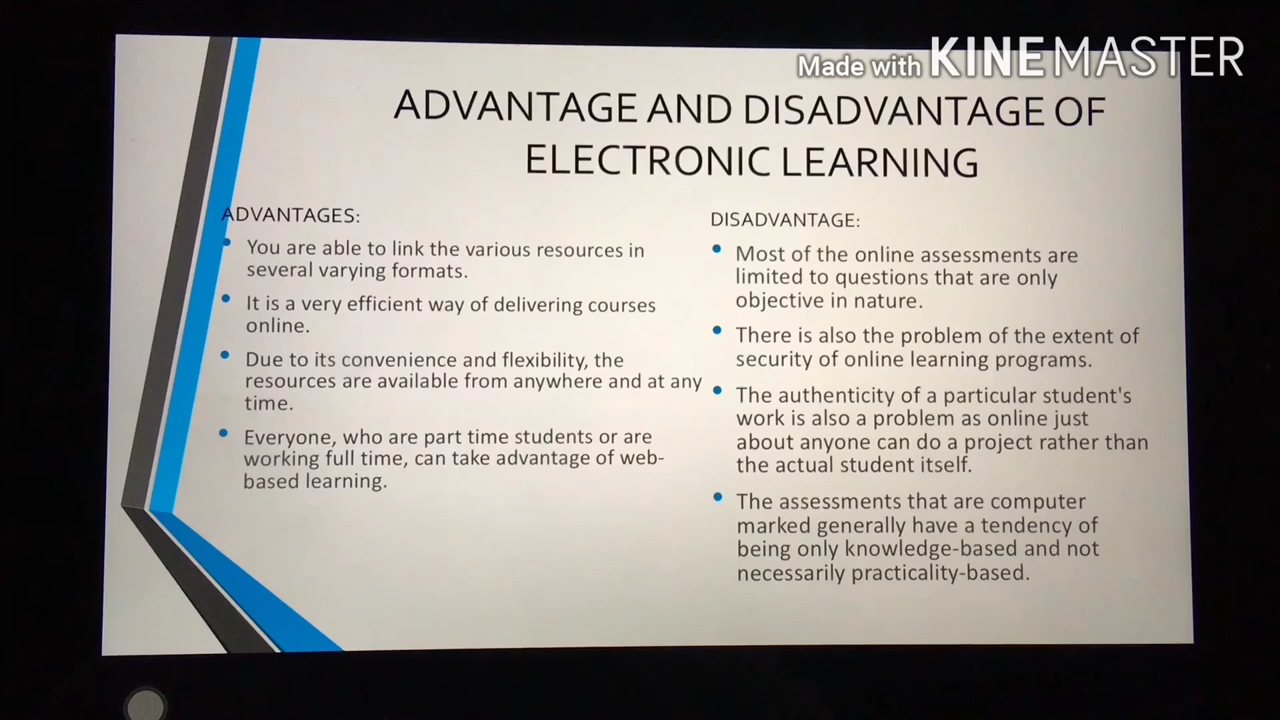 Made with KINEMASTER
ADVANTAGE AND DISADVANTAGE OF
ELECTRONIC LEARNING
ADVANTAGES:
• You are able to link the various resources in
several varying formats.
• It is a very efficient way of delivering courses
online.
• Due to its convenience and flexibility, the
resources are available from anywhere and at any
time.
• Everyone, who are part time students or are
working full time, can take advantage of web-
based learning.
DISADVANTAGE:
• Most of the online assessments are
limited to questions that are only
objective in nature.
• There is also the problem of the extent of
security of online learning programs.
• The authenticity of a particular student's
work is also a problem as online just
about anyone can do a project rather than
the actual student itself.
• The assessments that are computer
marked generally have a tendency of
being only knowledge-based and not
necessarily practicality-based.